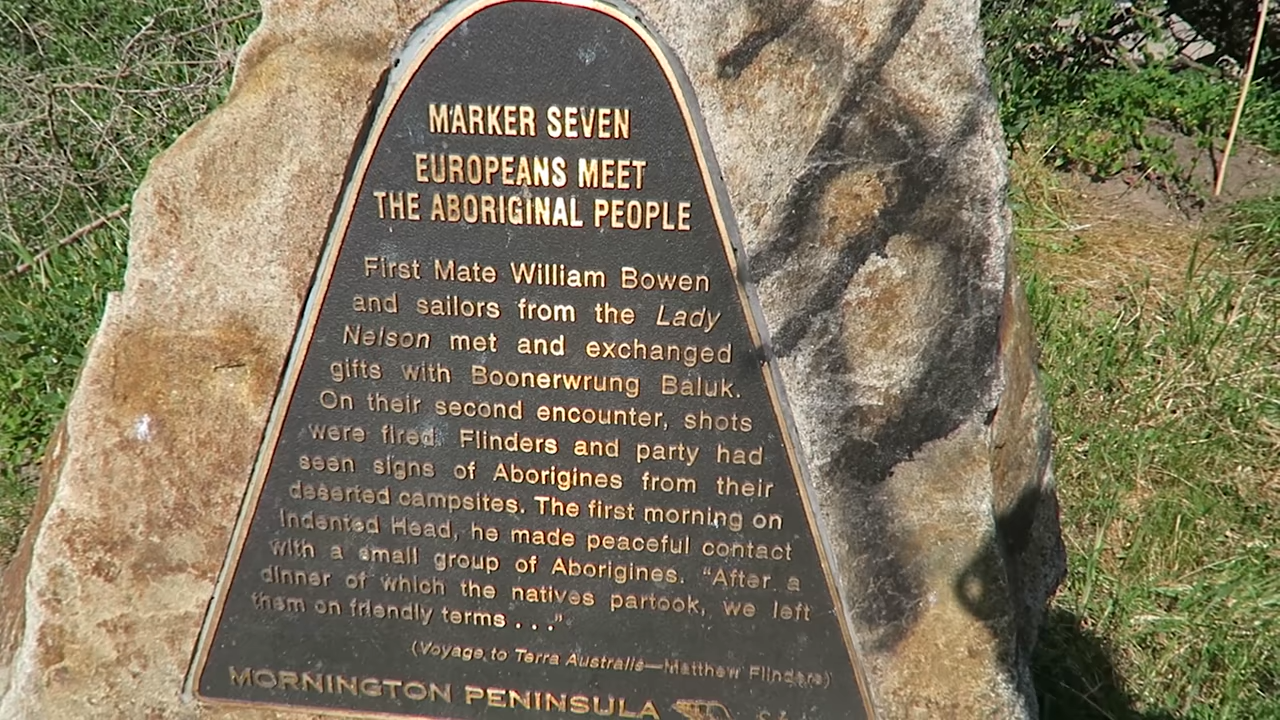 MARKER SEVEN
EUROPEANS MEET
THE ABORIGINAL PEOPLE
First Mate William Bowen
and sailors from the Lady
Nelson met and exchanged
gifts with Boonerwrung Baluk.
On their second encounter, shots
were fired. Flinders and party had
seen signs of Aborigines from their
deserted campsites. The first morning on
Indented Head, he made peaceful contact
with a small group of Aborigines. "After a
dinner of which the natives partook, we left
them on friendly terms . . ."
(Voyage to Terra Australis—Matthew Flinders)
MORNINGTON PENINSULA